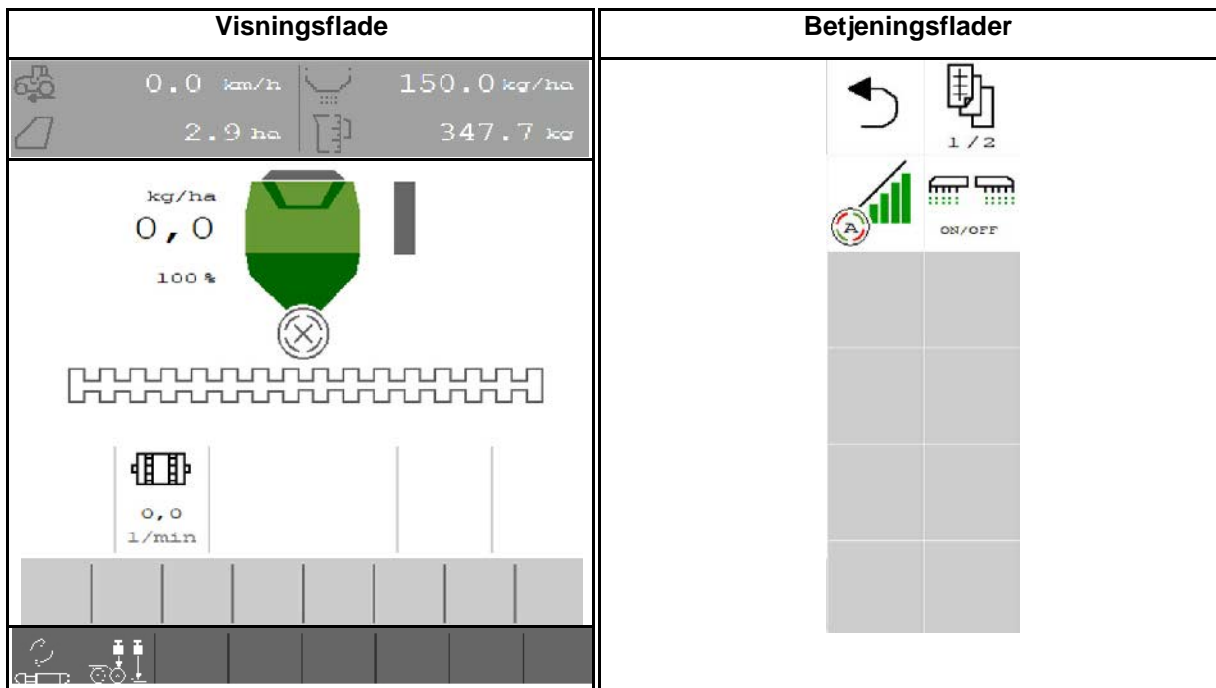 Visningsflade
Betjeningsflader
0.0 km/h
150.0 kg/ha
2.9 ha
347.7 kg
kg/ha
0,0
100 %
0,0
l/min
1/2
A
ON/OFF